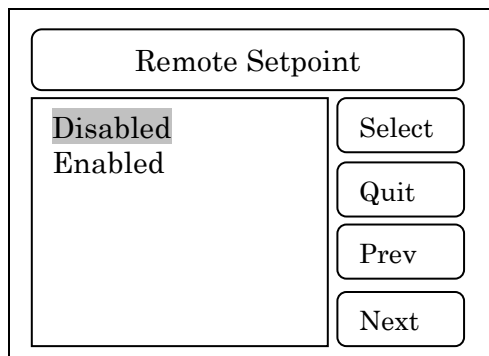 Remote Setpoint
Disabled
Enabled
Select
Quit
Prev
Next